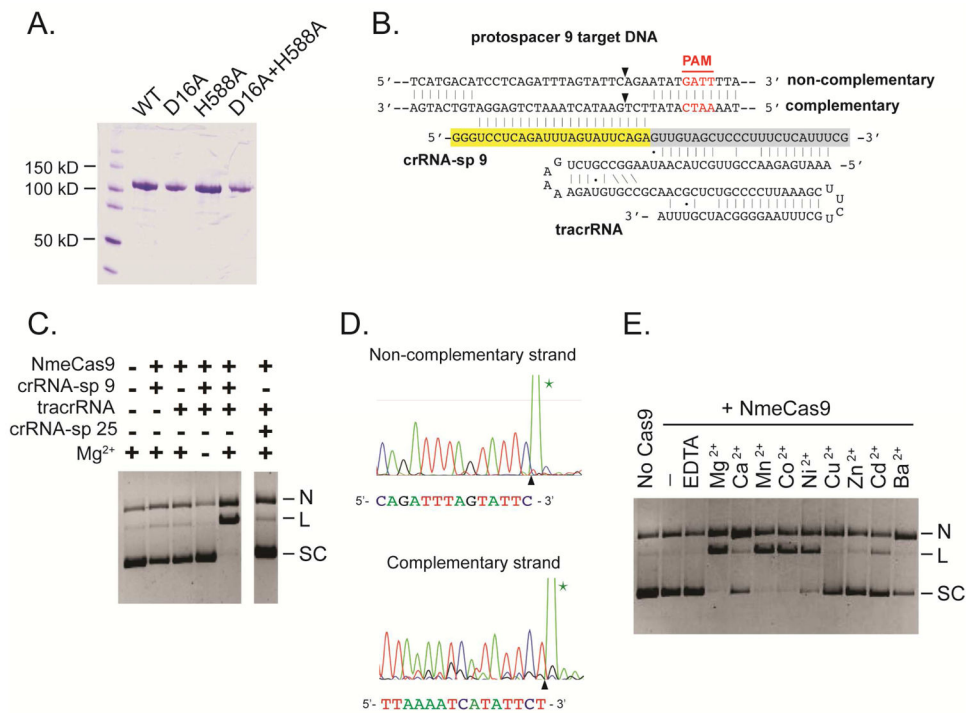 A.
WT D16A H588A D16A+H588A
150 kD
100 kD
50 kD
B.
protospacer 9 target DNA
PAM
5'--TCATGACATCCTCAGATTTAGTATTCAGAATATGGATTTTA-- 3' non-complementary
3'--AGTACTGTAGGAGTCTAAATCATAAGTCTTATACTAAAAT-- 5' complementary
5'-GGGUCCUCAGAUUUAGUAUUCAGAGUUGUAGCUCCCUUUCUCAUUUCG -3'
crRNA-sp 9
G UCUGCCGGAAUAACAUCGUUGCCAAGAGUAAA -5'
A
A
A AGAUGUGCCGCAACGCUCUGCCCCUUAAAGC U
U
C
3'- AUUUGCUACGGGGAAUUUCG U
tracrRNA
C.
NmeCas9 - + + + + +
crRNA-sp 9 - + - + + -
tracrRNA - - + + + +
crRNA-sp 25 - - - - - +
Mg2+ + + + - + +
N
L
SC
D.
Non-complementary strand
5'- CAGATTTAGTATTC - 3'
Complementary strand
5'- TTAAAATCATATTCT -3'
E.
+ NmeCas9
No Cas9 – EDTA Mg2+ Ca2+ Mn2+ Co2+ Ni2+ Cu2+ Zn2+ Cd2+ Ba2+
N
L
SC